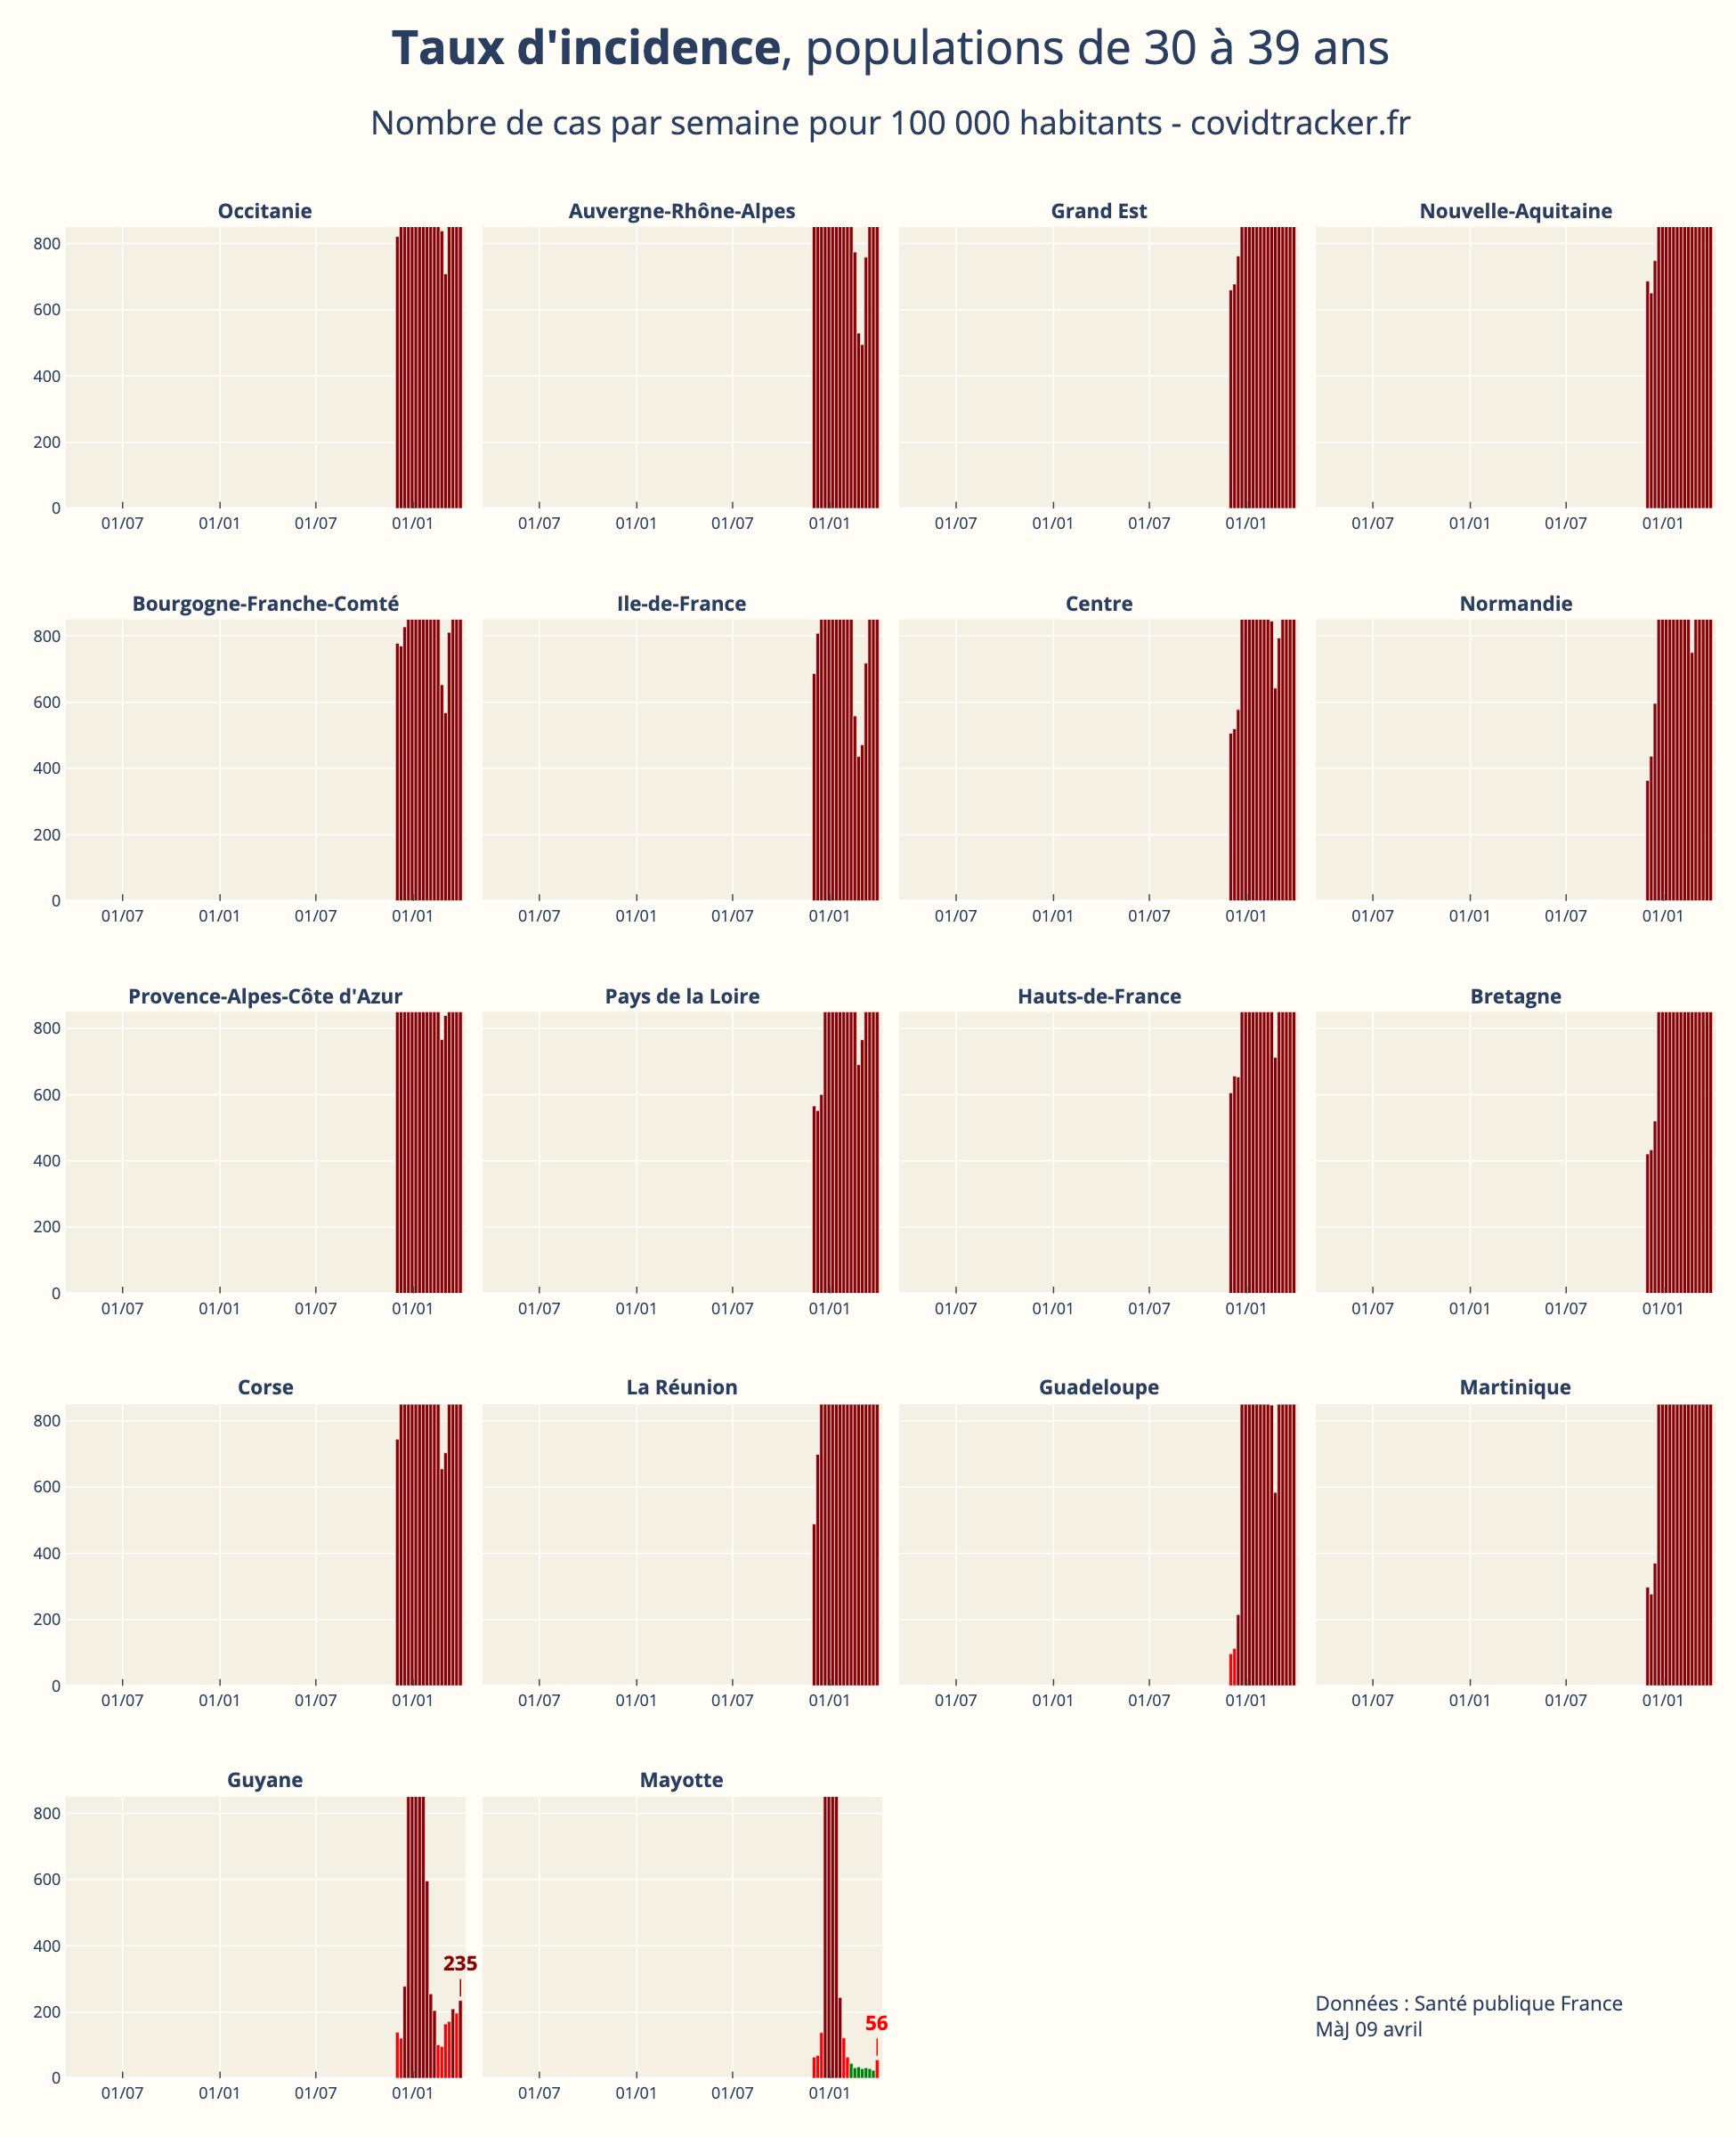 Taux d'incidence, populations de 30 à 39 ans
Nombre de cas par semaine pour 100 000 habitants - covidtracker.fr
Occitanie Auvergne-Rhône-Alpes Grand Est Nouvelle-Aquitaine
800
600
400
200
0
01/07 01/01 01/07 01/01 01/07 01/01 01/07 01/01 01/07 01/01 01/07 01/01 01/07 01/01 01/07 01/01
Bourgogne-Franche-Comté Ile-de-France Centre Normandie
800
600
400
200
0
01/07 01/01 01/07 01/01 01/07 01/01 01/07 01/01 01/07 01/01 01/07 01/01 01/07 01/01 01/07 01/01
Provence-Alpes-Côte d'Azur Pays de la Loire Hauts-de-France Bretagne
800
600
400
200
0
01/07 01/01 01/07 01/01 01/07 01/01 01/07 01/01 01/07 01/01 01/07 01/01 01/07 01/01 01/07 01/01
Corse La Réunion Guadeloupe Martinique
800
600
400
200
0
01/07 01/01 01/07 01/01 01/07 01/01 01/07 01/01 01/07 01/01 01/07 01/01 01/07 01/01 01/07 01/01
Guyane Mayotte
800
600
400
235
200
56
0
01/07 01/01 01/07 01/01 01/07 01/01 01/07 01/01
Données : Santé publique France
MàJ 09 avril